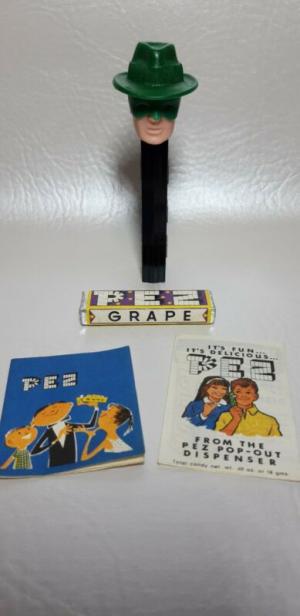 PEZ
GRAPE
PEZ
IT'S FUN...
IT'S DELICIOUS...
PEZ
FROM THE
PEZ POP-OUT
DISPENSER